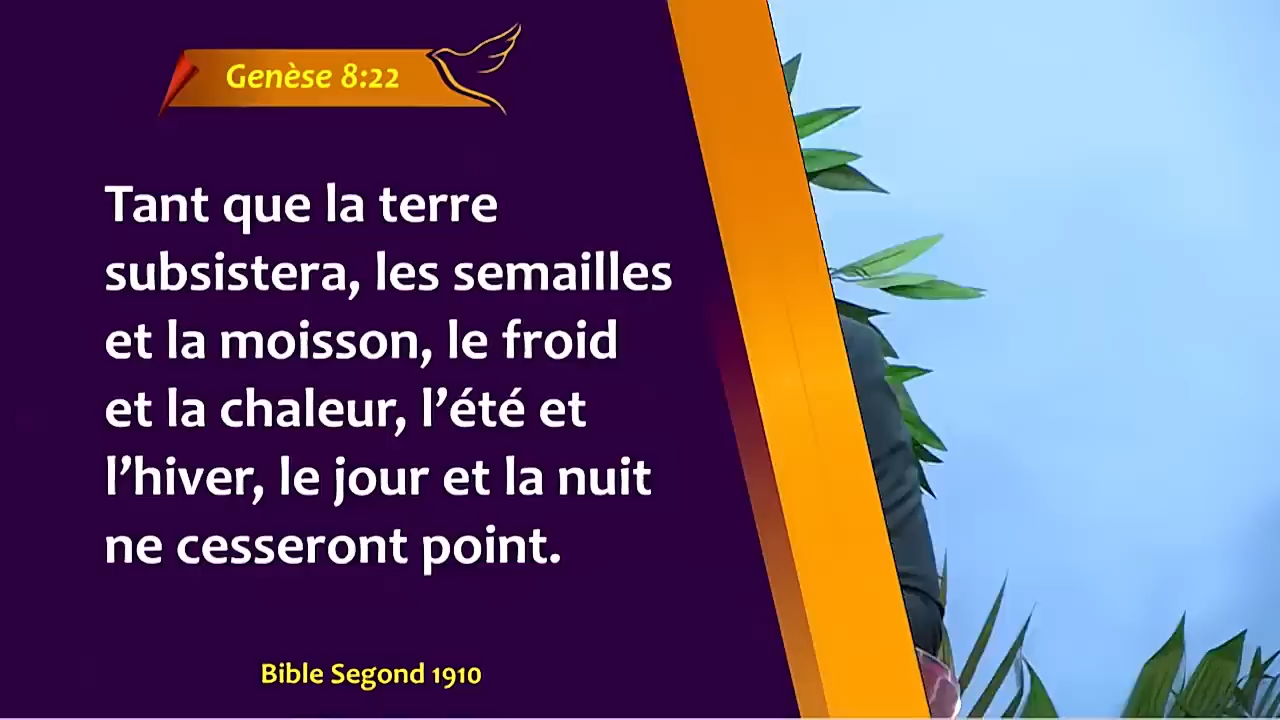 Genèse 8:22
Tant que la terre
subsistera, les semailles
et la moisson, le froid
et la chaleur, l’été et
l’hiver, le jour et la nuit
ne cesseront point.
Bible Segond 1910